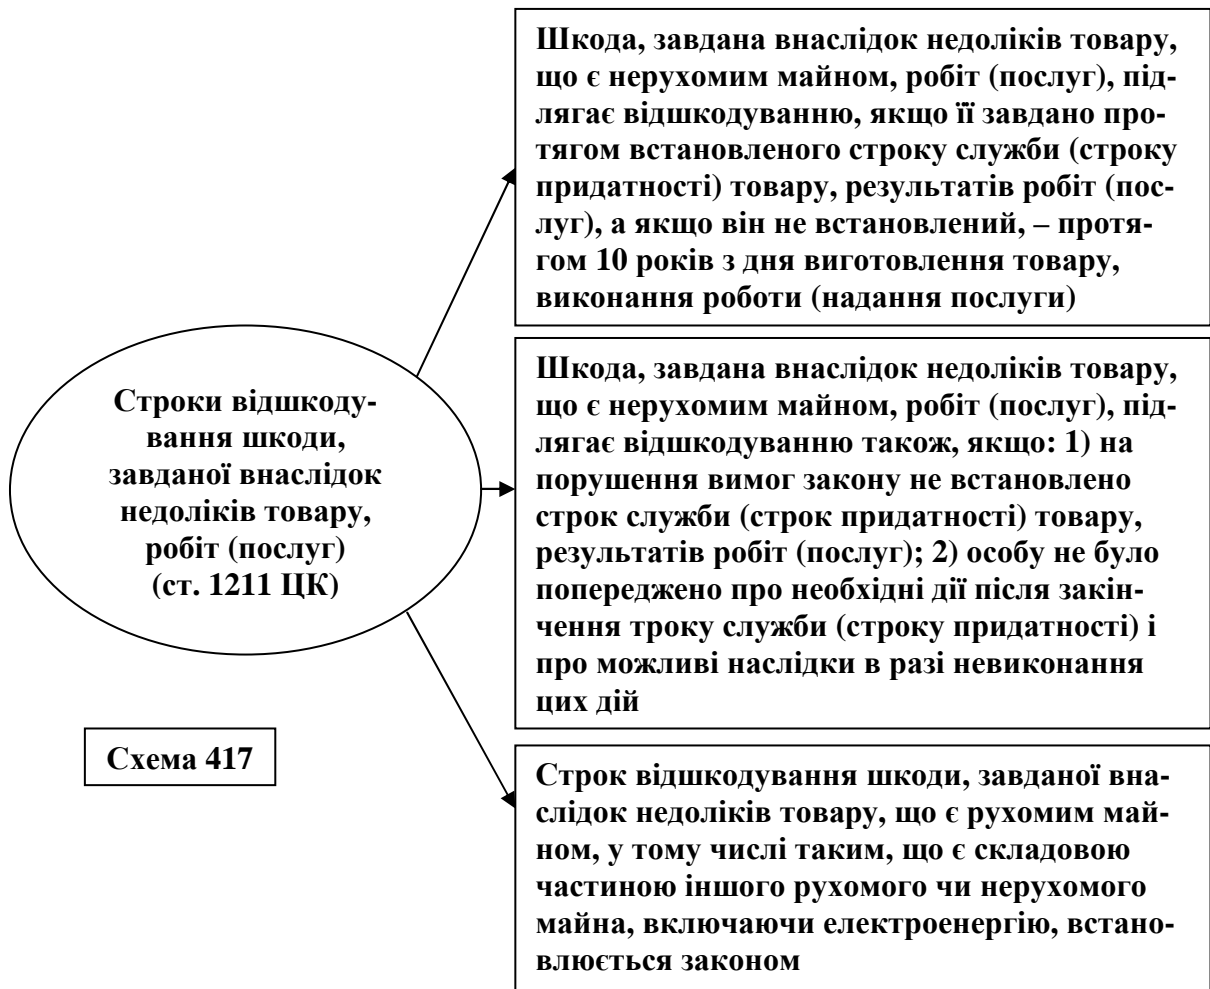 Шкода, завдана внаслідок недоліків товару,
що є нерухомим майном, робіт (послуг), під-
лягає відшкодуванню, якщо її завдано про-
тягом встановленого строку служби (строку
придатності) товару, результатів робіт (пос-
луг), а якщо він не встановлений, – протя-
гом 10 років з дня виготовлення товару,
виконання роботи (надання послуги)
Строки відшкоду-
вання шкоди,
завданої внаслідок
недоліків товару,
робіт (послуг)
(ст. 1211 ЦК)
Шкода, завдана внаслідок недоліків товару,
що є нерухомим майном, робіт (послуг), під-
лягає відшкодуванню також, якщо: 1) на
порушення вимог закону не встановлено
строк служби (строк придатності) товару,
результатів робіт (послуг); 2) особу не було
попереджено про необхідні дії після закін-
чення троку служби (строку придатності) і
про можливі наслідки в разі невиконання
цих дій
Схема 417
Строк відшкодування шкоди, завданої вна-
слідок недоліків товару, що є рухомим май-
ном, у тому числі таким, що є складовою
частиною іншого рухомого чи нерухомого
майна, включаючи електроенергію, встано-
влюється законом